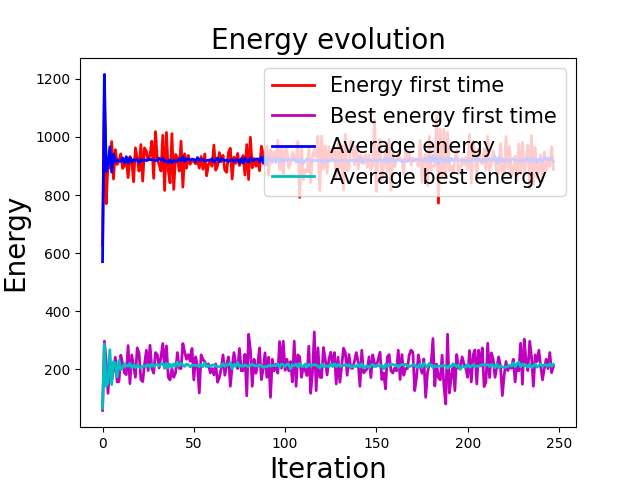 Energy evolution
1200
1000
800
600
400
200
Energy
Energy first time
Best energy first time
Average energy
Average best energy
0 50 100 150 200 250
Iteration